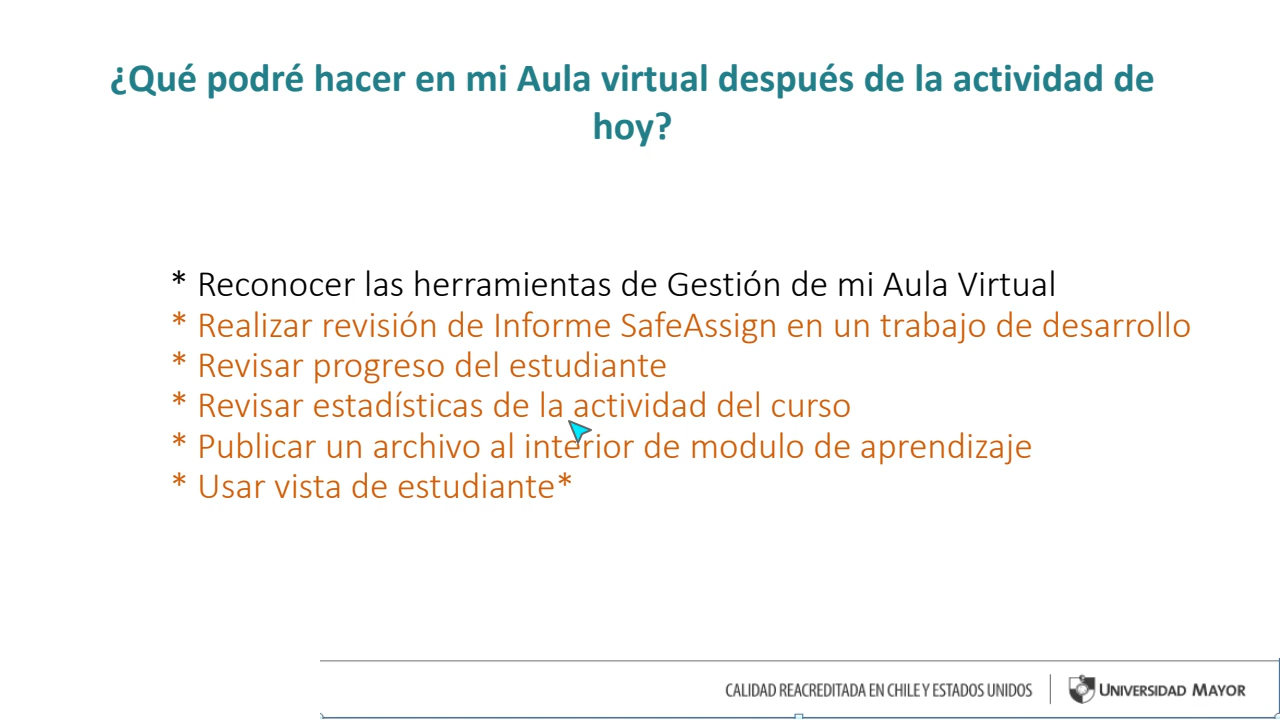 ¿Qué podré hacer en mi Aula virtual después de la actividad de
hoy?
* Reconocer las herramientas de Gestión de mi Aula Virtual
* Realizar revisión de Informe SafeAssign en un trabajo de desarrollo
* Revisar progreso del estudiante
* Revisar estadísticas de la actividad del curso
* Publicar un archivo al interior de modulo de aprendizaje
* Usar vista de estudiante*
CALIDAD REACREDITADA EN CHILE Y ESTADOS UNIDOS
UNIVERSIDAD MAYOR